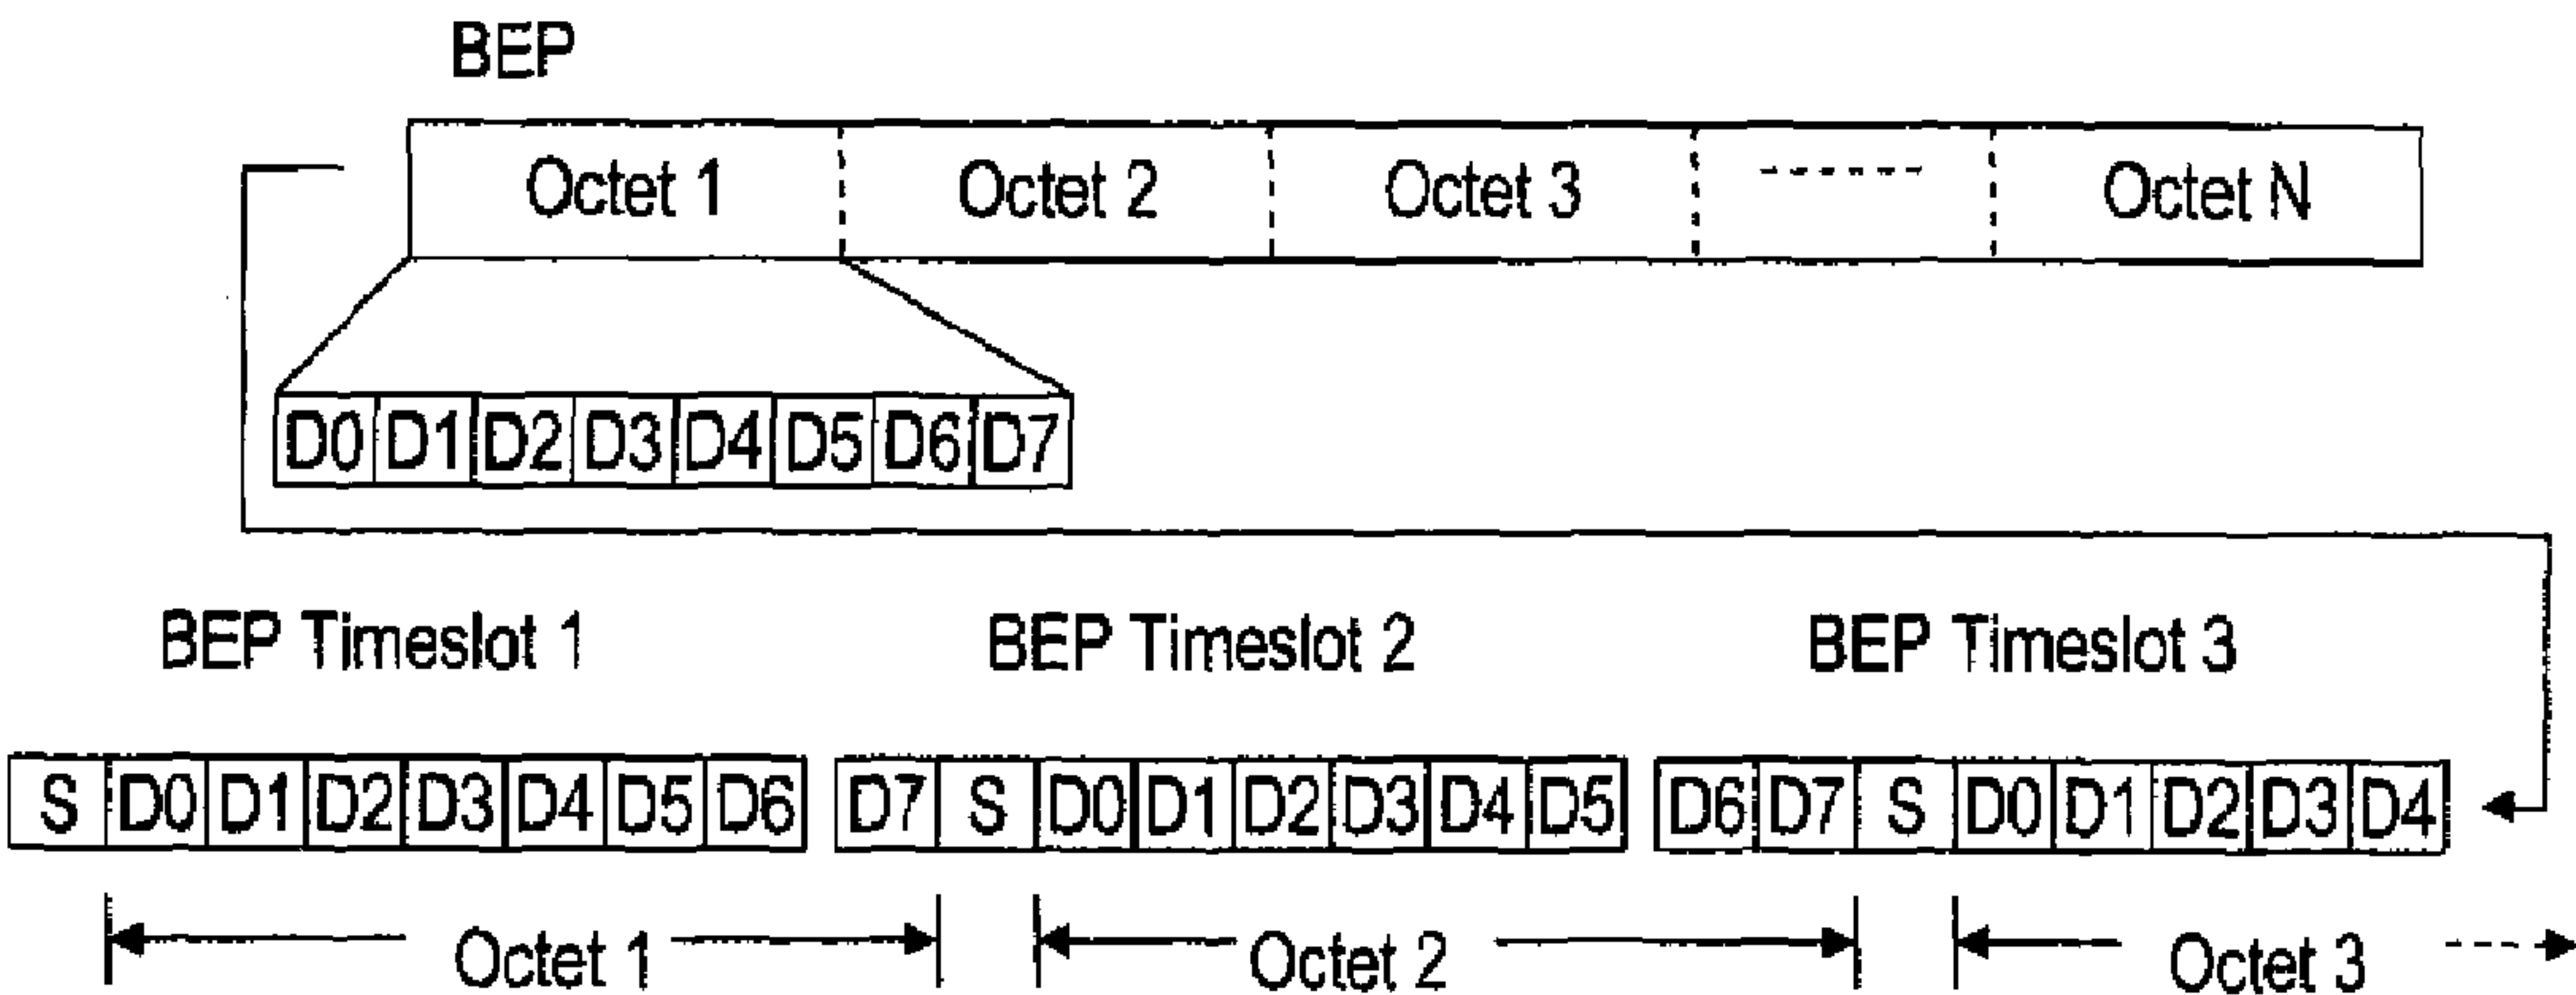 BEP
Octet 1 Octet 2 Octet 3 ------ Octet N
D0 D1 D2 D3 D4 D5 D6 D7
BEP Timeslot 1 BEP Timeslot 2 BEP Timeslot 3
S D0 D1 D2 D3 D4 D5 D6 D7 S D0 D1 D2 D3 D4 D5 D6 D7 S D0 D1 D2 D3 D4
Octet 1 Octet 2 Octet 3